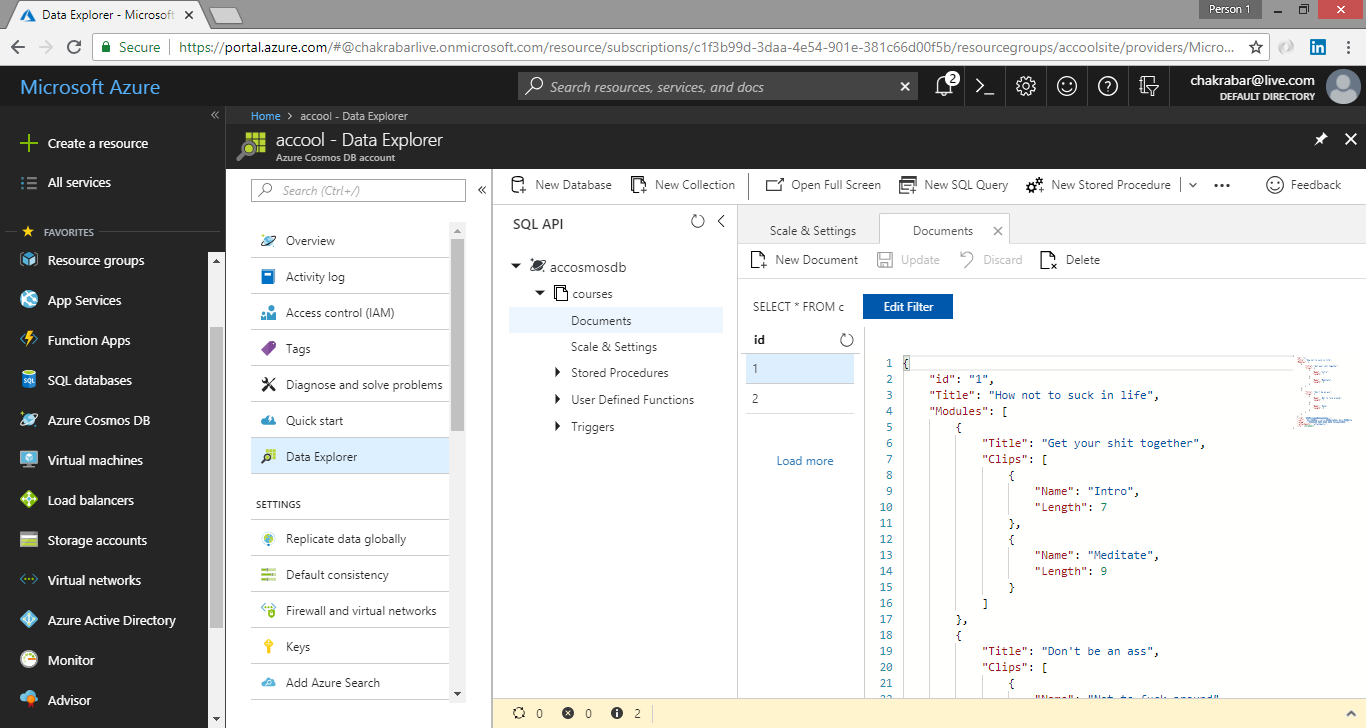 Data Explorer - Microsoft
Person 1
Secure
https://portal.azure.com/#@chakrabarlive.onmicrosoft.com/resource/subscriptions/c1f3b99d-3daa-4e54-901e-381c66d00f5b/resourcegroups/accoolsite/providers/Micro...
Microsoft Azure
Search resources, services, and docs
2
chakrabar@live.com
DEFAULT DIRECTORY
Create a resource
All services
FAVORITES
Resource groups
App Services
Function Apps
SQL databases
Azure Cosmos DB
Virtual machines
Load balancers
Storage accounts
Virtual networks
Azure Active Directory
Monitor
Advisor
Home > accool - Data Explorer
accool - Data Explorer
Azure Cosmos DB account
Search (Ctrl+/)
Overview
Activity log
Access control (IAM)
Tags
Diagnose and solve problems
Quick start
Data Explorer
SETTINGS
Replicate data globally
Default consistency
Firewall and virtual networks
Keys
Add Azure Search
New Database
New Collection
Open Full Screen
New SQL Query
New Stored Procedure
Feedback
SQL API
accosmosdb
courses
Documents
Scale & Settings
Stored Procedures
User Defined Functions
Triggers
Scale & Settings
Documents
New Document
Update
Discard
Delete
SELECT * FROM c
Edit Filter
id
1
2
Load more
1 {
2 "id": "1",
3 "Title": "How not to suck in life",
4 "Modules": [
5 {
6 "Title": "Get your shit together",
7 "Clips": [
8 {
9 "Name": "Intro",
10 "Length": 7
11 },
12 {
13 "Name": "Meditate",
14 "Length": 9
15 }
16 ]
17 },
18 {
19 "Title": "Don't be an ass",
20 "Clips": [
21 {
22 "Name": "Not to fuck around"
0
0
2